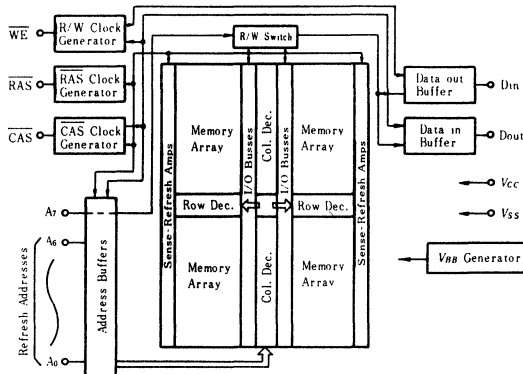 WE
R/W Clock
Generator
RAS
RAS Clock
Generator
CAS
CAS Clock
Generator
R/W Switch
Data out
Buffer
Din
Data in
Buffer
Dout
Sense-Refresh Amps
Memory
Array
I/O Busses
Col. Dec.
I/O Busses
Memory
Array
Sense-Refresh Amps
Row Dec.
Row Dec.
Memory
Array
Col. Dec.
Memory
Array
VCC
VSS
VBB Generator
A7
A6
A0
Refresh Addresses
Address Buffers